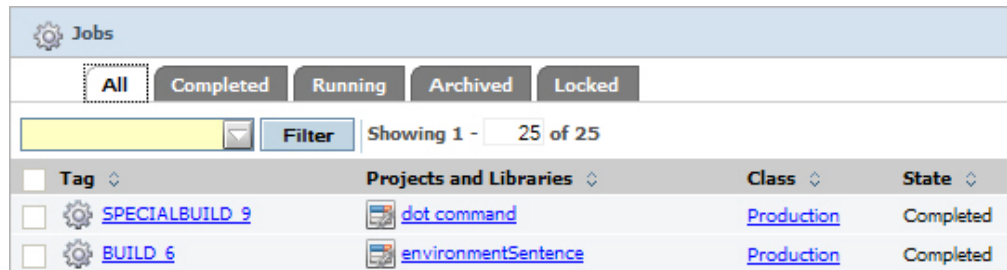 Jobs
All Completed Running Archived Locked
Filter Showing 1 - 25 of 25
Tag Projects and Libraries Class State
SPECIALBUILD_9 dot command Production Completed
BUILD_6 environmentSentence Production Completed